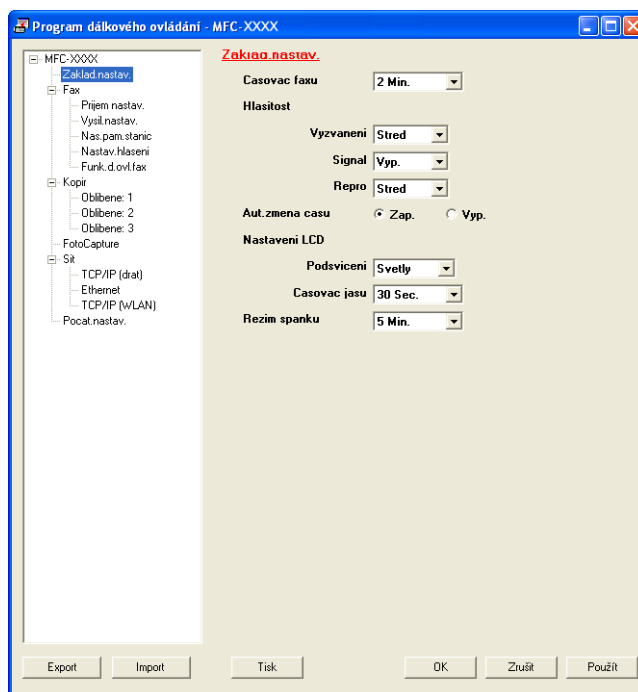 Program dálkového ovládání - MFC-XXXX
MFC-XXXX
Zaklad.nastav.
Fax
Prijem nastav.
Vysil.nastav.
Nas.pam.stanic
Nastav.hlaseni
Funk.d.ovl.fax
Kopir
Oblibene: 1
Oblibene: 2
Oblibene: 3
FotoCapture
Sit
TCP/IP (drat)
Ethernet
TCP/IP (WLAN)
Pocat.nastav.
Zaklad.nastav.
Casovac faxu 2 Min.
Hlasitost
Vyzvaneni Stred
Signal Vyp.
Repro Stred
Aut.zmena casu Zap. Vyp.
Nastaveni LCD
Podsviceni Svetly
Casovac jasu 30 Sec.
Rezim spanku 5 Min.
Export Import Tisk OK Zrušit Použít